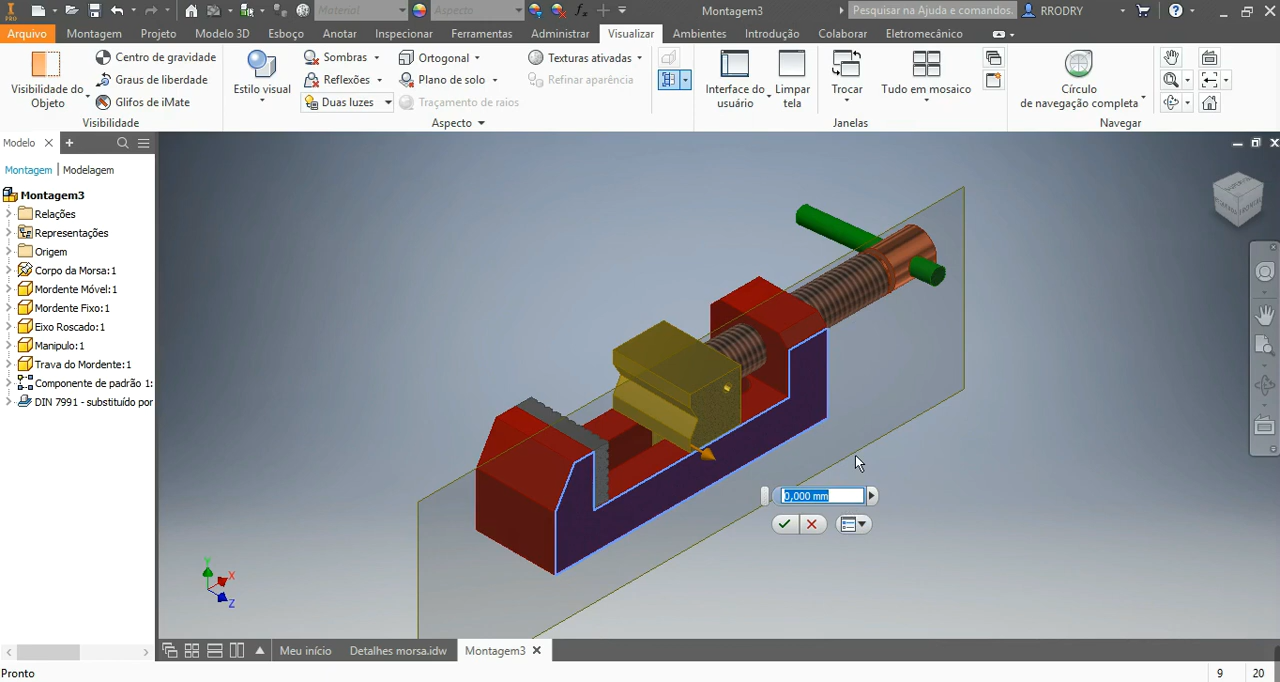 PRO
Material
Aspecto
Montagem3
Pesquisar na Ajuda e comandos.
RRODRY
Arquivo
Montagem
Projeto
Modelo 3D
Esboço
Anotar
Inspecionar
Ferramentas
Administrar
Visualizar
Ambientes
Introdução
Colaborar
Eletromecânico
Visibilidade do
Objeto
Centro de gravidade
Graus de liberdade
Glifos de iMate
Visibilidade
Estilo visual
Sombras
Reflexões
Duas luzes
Ortogonal
Plano de solo
Traçamento de raios
Texturas ativadas
Refinar aparência
Aspecto
Interface do
usuário
Limpar
tela
Trocar
Tudo em mosaico
Janelas
Círculo
de navegação completa
Navegar
Modelo
Montagem
Modelagem
Montagem3
Relações
Representações
Origem
Corpo da Morsa:1
Mordente Móvel:1
Mordente Fixo:1
Eixo Roscado:1
Manipulo:1
Trava do Mordente:1
Componente de padrão 1:
DIN 7991 - substituído por
0,000 mm
Y
X
Z
Meu início
Detalhes morsa.idw
Montagem3
Pronto
9
20